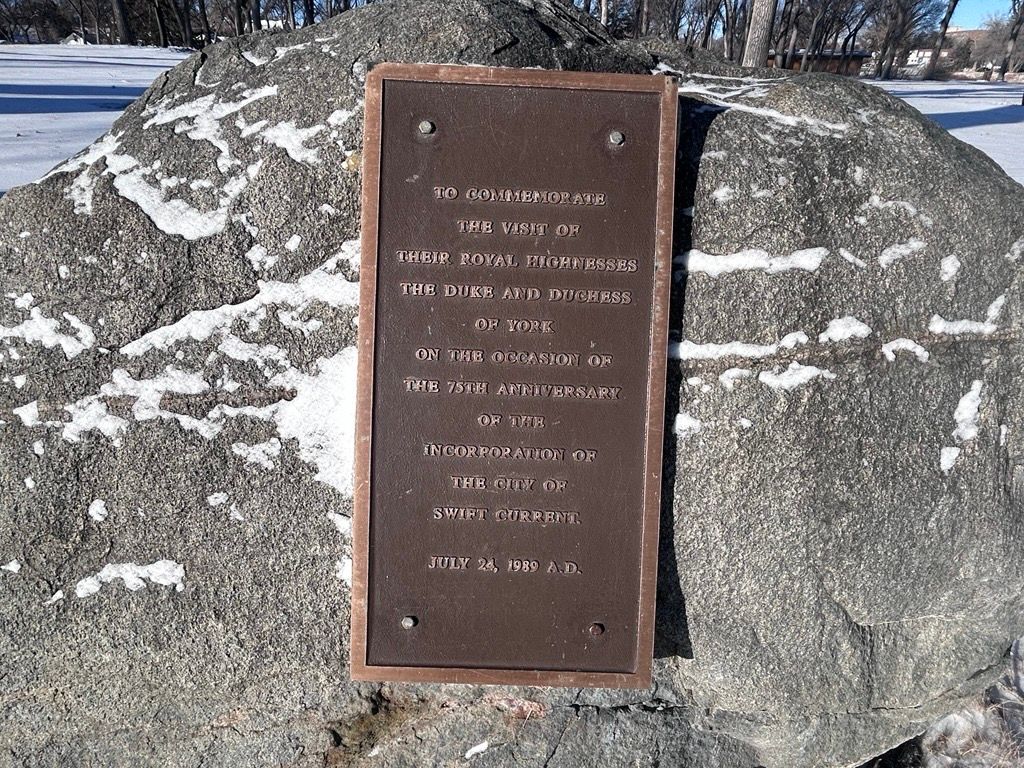 TO COMMEMORATE
THE VISIT OF
THEIR ROYAL HIGHNESSES
THE DUKE AND DUCHESS
OF YORK
ON THE OCCASION OF
THE 75TH ANNIVERSARY
OF THE
INCORPORATION OF
THE CITY OF
SWIFT CURRENT.
JULY 24, 1989 A.D.